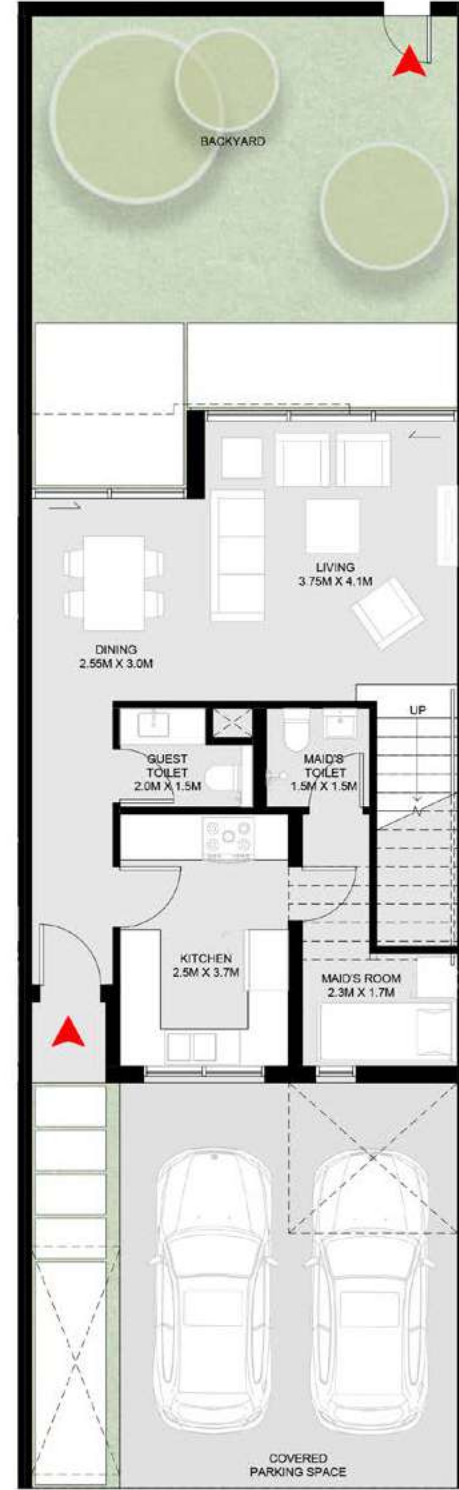 BACKYARD
LIVING
3.75M X 4.1M
DINING
2.55M X 3.0M
UP
GUEST
TOILET
2.0M X 1.5M
MAID'S
TOILET
1.5M X 1.5M
KITCHEN
2.5M X 3.7M
MAID'S ROOM
2.3M X 1.7M
COVERED
PARKING SPACE